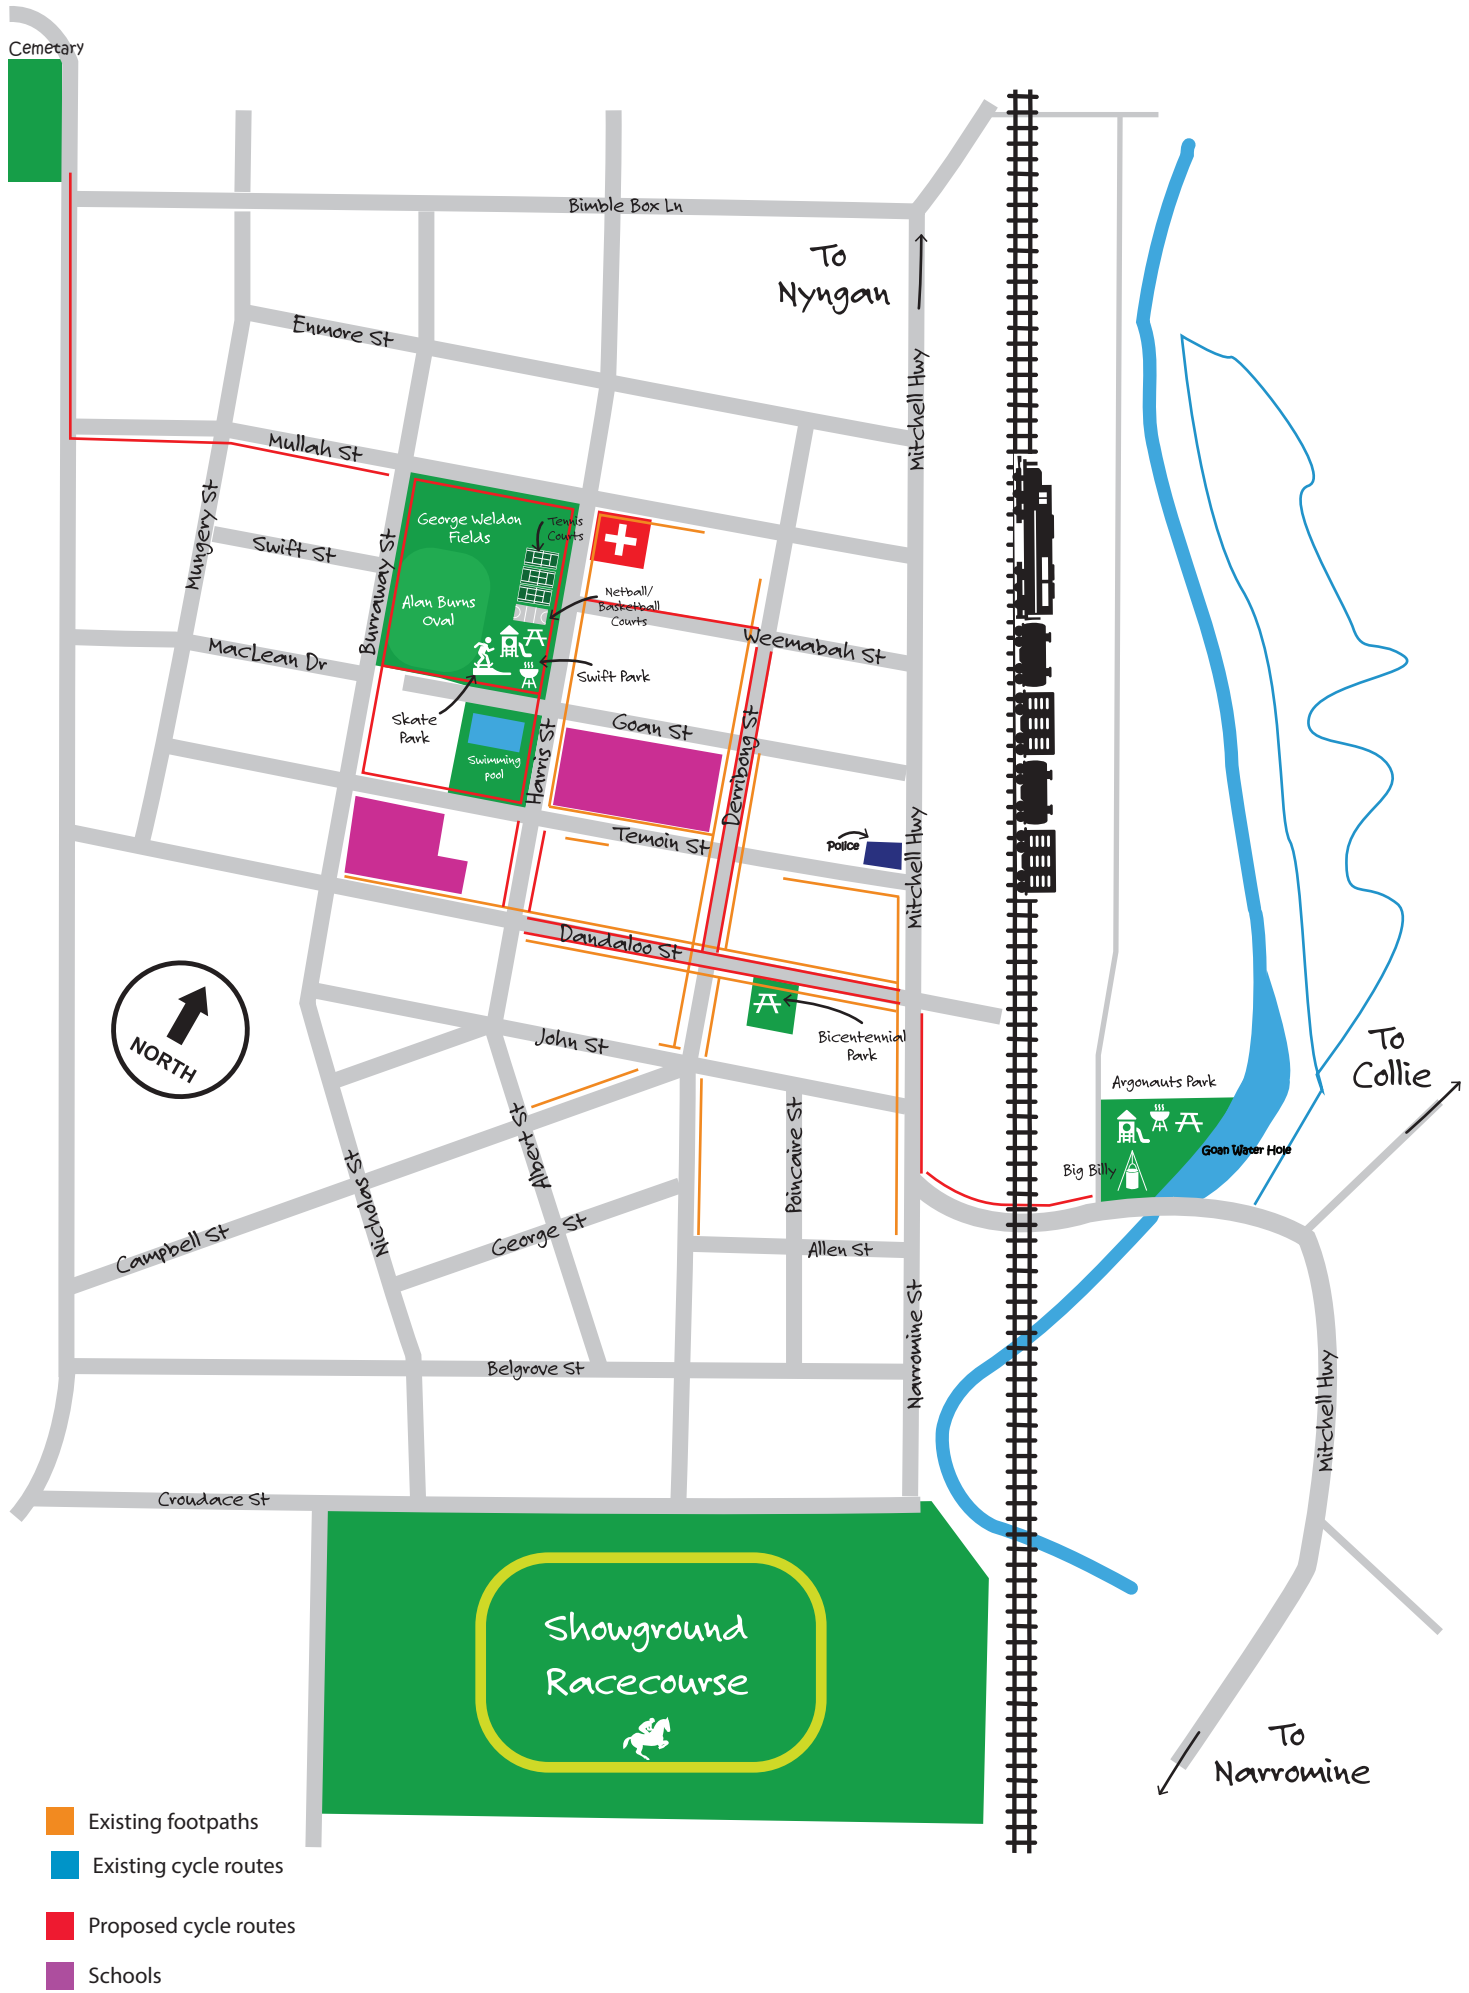 Cemetary
Bimble Box Ln
To
Nyngan
Enmore St
Mitchell Hwy
Mullah St
Mungery St
Swift St
Burraway St
George Weldon
Fields
Tennis
Courts
Alan Burns
Oval
Netball/
Basketball
Courts
Weemabah St
MacLean Dr
Swift Park
Skate
Park
Goan St
Swimming
pool
Harris St
Derribong St
Temoin St
Police
Mitchell Hwy
Dandaloo St
NORTH
John St
Bicentennial
Park
To
Collie
Argonauts Park
Goan Water Hole
Big Billy
Albert St
Poincaire St
Nicholas St
Campbell St
George St
Allen St
Narromine St
Belgrove St
Mitchell Hwy
Croudace St
Showground
Racecourse
To
Narromine
Existing footpaths
Existing cycle routes
Proposed cycle routes
Schools